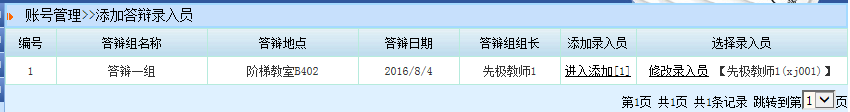 账号管理>>添加答辩录入员
编号 答辩组名称 答辩地点 答辩日期 答辩组组长 添加录入员 选择录入员
1 答辩一组 阶梯教室B402 2016/8/4 先极教师1 进入添加[1] 修改录入员 【先极教师1(xj001)】
第1页 共1页 共1条记录 跳转到第1页